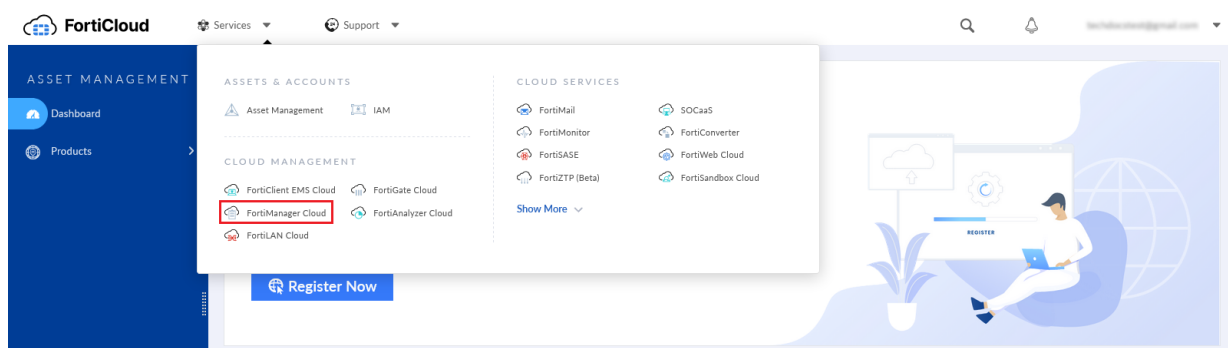 FortiCloud
Services
Support
ASSET MANAGEMENT
Dashboard
Products
ASSETS & ACCOUNTS
Asset Management
IAM
CLOUD MANAGEMENT
FortiClient EMS Cloud
FortiGate Cloud
FortiManager Cloud
FortiAnalyzer Cloud
FortiLAN Cloud
CLOUD SERVICES
FortiMail
SOCaaS
FortiMonitor
FortiConverter
FortiSASE
FortiWeb Cloud
FortiZTP (Beta)
FortiSandbox Cloud
Show More
REGISTER
Register Now